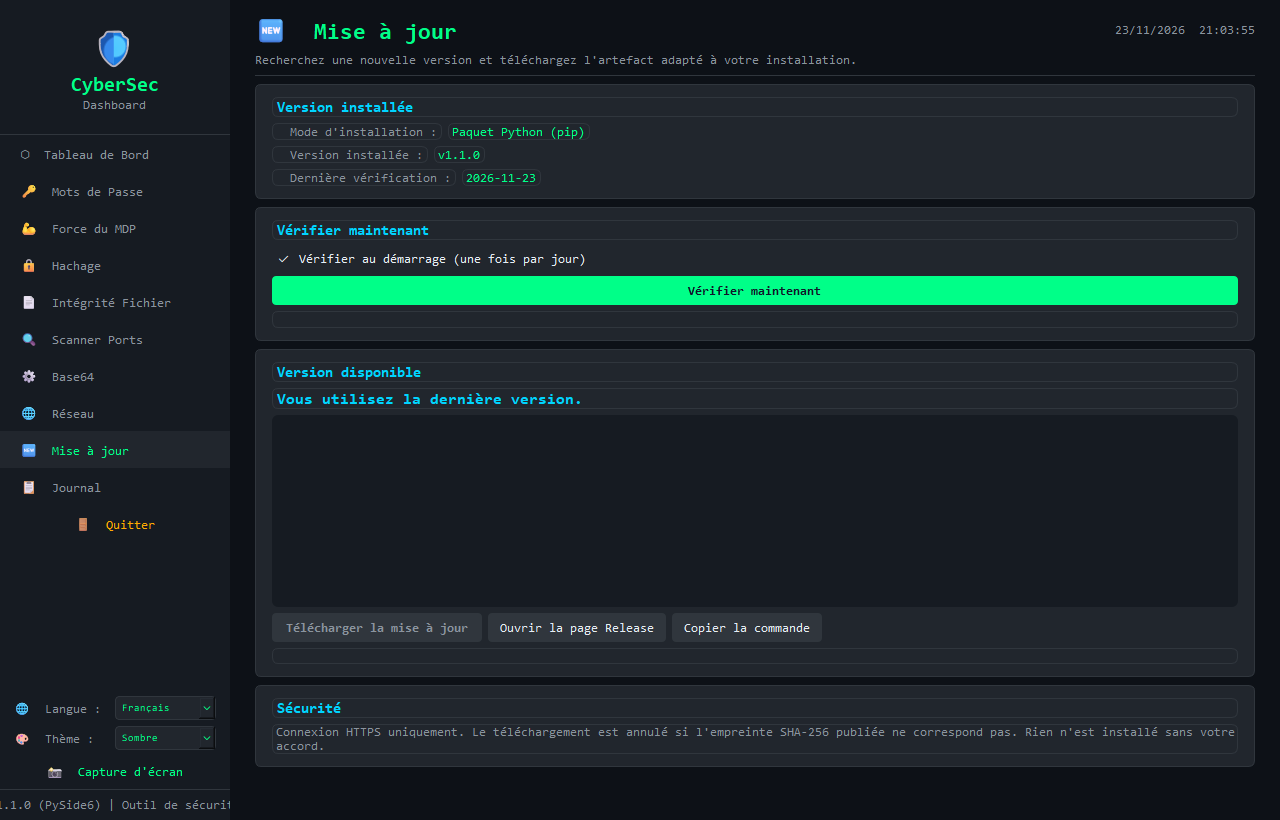 CyberSec
Dashboard
Tableau de Bord
Mots de Passe
Force du MDP
Hachage
Intégrité Fichier
Scanner Ports
Base64
Réseau
Mise à jour
Journal
Quitter
Langue : Français
Thème : Sombre
Capture d'écran
1.1.0 (PySide6) | Outil de sécurit
NEW Mise à jour
23/11/2026 21:03:55
Recherchez une nouvelle version et téléchargez l'artefact adapté à votre installation.
Version installée
Mode d'installation : Paquet Python (pip)
Version installée : v1.1.0
Dernière vérification : 2026-11-23
Vérifier maintenant
Vérifier au démarrage (une fois par jour)
Vérifier maintenant
Version disponible
Vous utilisez la dernière version.
Télécharger la mise à jour Ouvrir la page Release Copier la commande
Sécurité
Connexion HTTPS uniquement. Le téléchargement est annulé si l'empreinte SHA-256 publiée ne correspond pas. Rien n'est installé sans votre
accord.